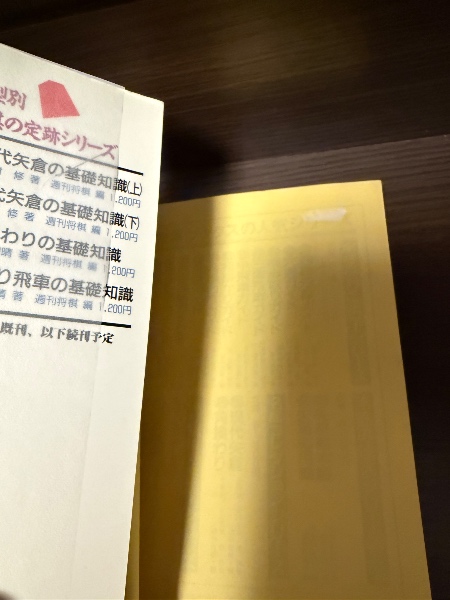 型別
の定跡シリーズ
代矢倉の基礎知識(上)
修 著 週刊将棋 編 1,200円
代矢倉の基礎知識(下)
修 著 週刊将棋 編 1,200円
わりの基礎知識
著 週刊将棋 編 1,200円
り飛車の基礎知識
著 週刊将棋 編 1,200円
既刊、以下続刊予定